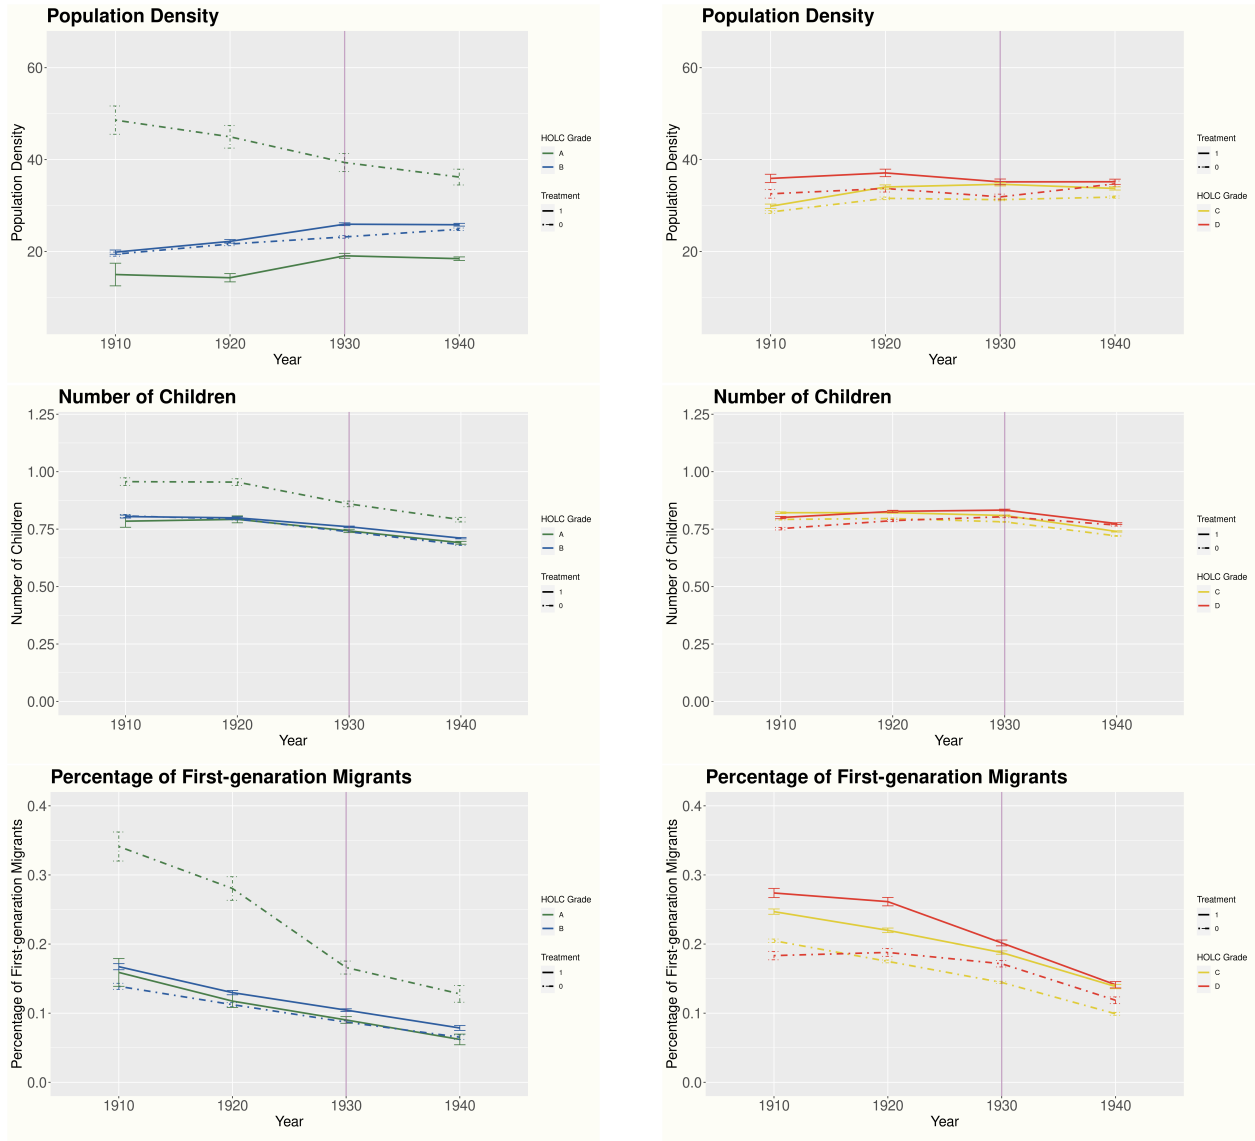 Population Density
Population Density
60
40
20
1910 1920 1930 1940
Year
HOLC Grade
A
B
Treatment
1
0
Population Density
Population Density
60
40
20
1910 1920 1930 1940
Year
Treatment
1
0
HOLC Grade
C
D
Number of Children
Number of Children
1.25
1.00
0.75
0.50
0.25
0.00
1910 1920 1930 1940
Year
HOLC Grade
A
B
Treatment
1
0
Number of Children
Number of Children
1.25
1.00
0.75
0.50
0.25
0.00
1910 1920 1930 1940
Year
Treatment
1
0
HOLC Grade
C
D
Percentage of First-genaration Migrants
Percentage of First-genaration Migrants
0.4
0.3
0.2
0.1
0.0
1910 1920 1930 1940
Year
HOLC Grade
A
B
Treatment
1
0
Percentage of First-genaration Migrants
Percentage of First-genaration Migrants
0.4
0.3
0.2
0.1
0.0
1910 1920 1930 1940
Year
Treatment
1
0
HOLC Grade
C
D